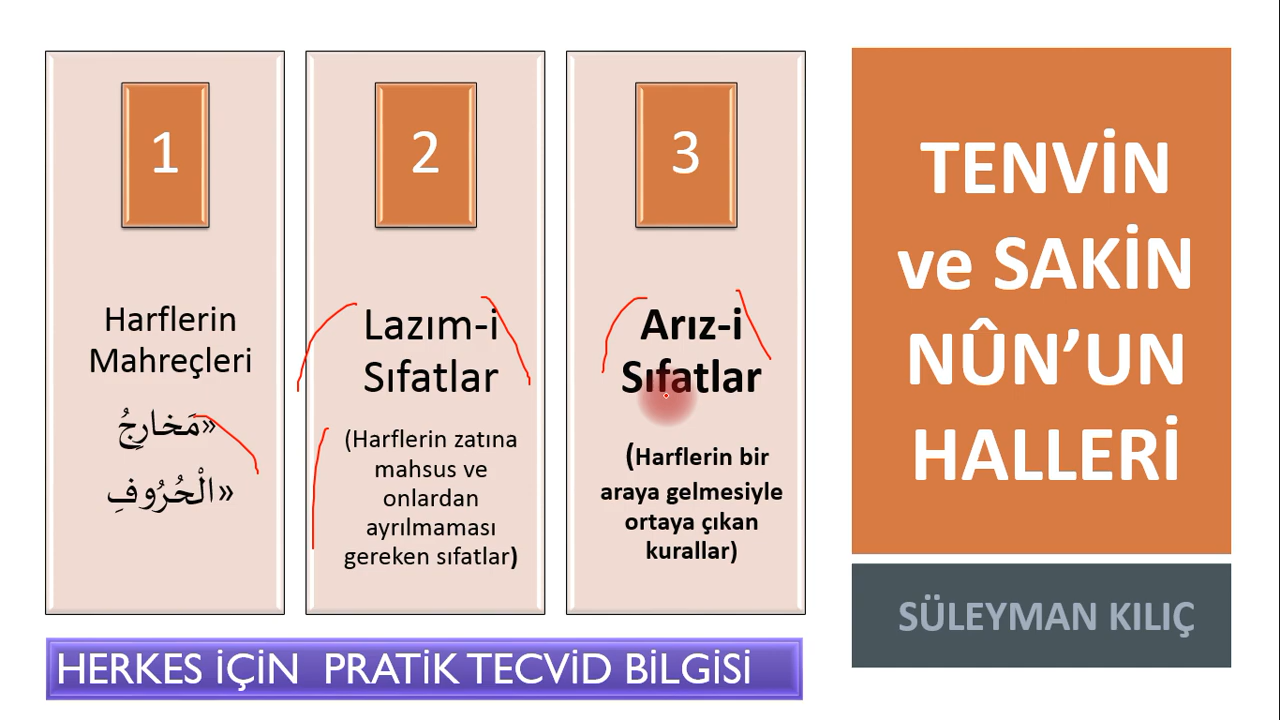 1
Harflerin
Mahreçleri
«مَخارِجُ
الْحُرُوفِ»
2
Lazım-i
Sıfatlar
(Harflerin zatına
mahsus ve
onlardan
ayrılmaması
gereken sıfatlar)
3
Arız-i
Sıfatlar
(Harflerin bir
araya gelmesiyle
ortaya çıkan
kurallar)
TENVİN
ve SAKİN
NÛN’UN
HALLERİ
SÜLEYMAN KILIÇ
HERKES İÇİN PRATİK TECVİD BİLGİSİ